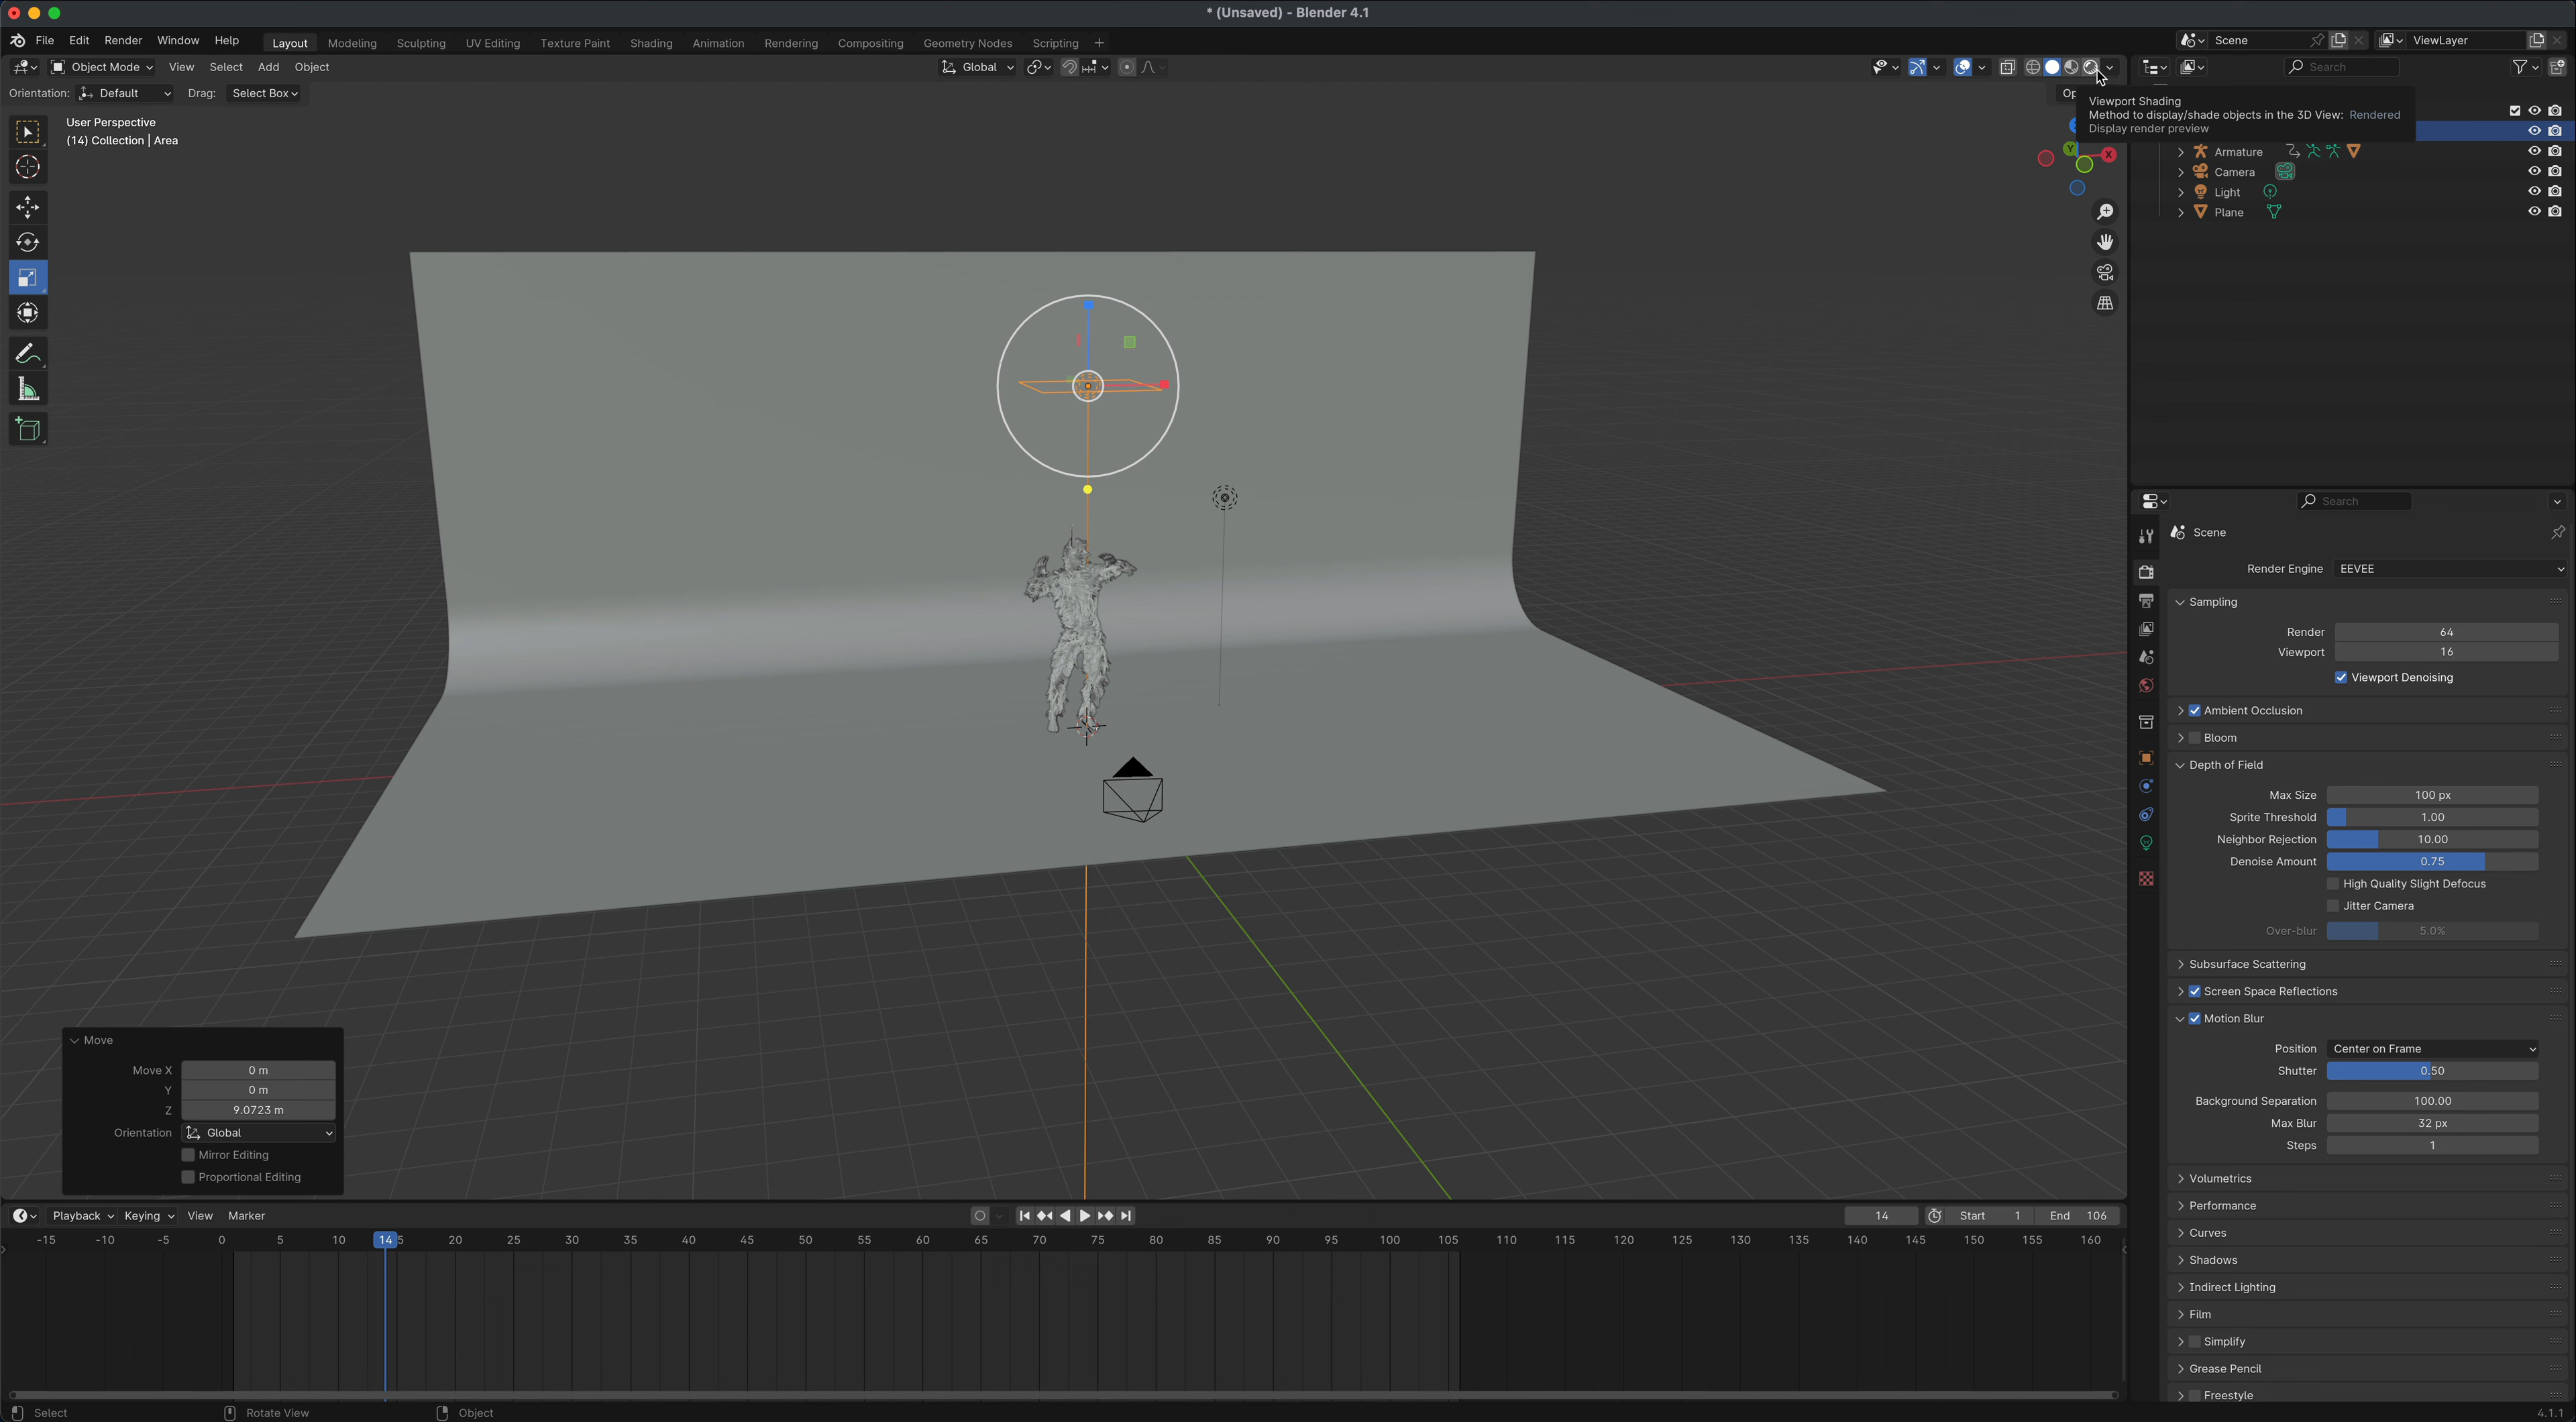 * (Unsaved) - Blender 4.1
File Edit Render Window Help Layout Modeling Sculpting UV Editing Texture Paint Shading Animation Rendering Compositing Geometry Nodes Scripting + Scene ViewLayer
Object Mode View Select Add Object Global Search
Orientation: Default Drag: Select Box Op
Viewport Shading
Method to display/shade objects in the 3D View: Rendered
Display render preview
User Perspective
(14) Collection | Area
X
Y
Armature
Camera
Light
Plane
Search
Scene
Render Engine EEVEE
Sampling
Render 64
Viewport 16
Viewport Denoising
Ambient Occlusion
Bloom
Depth of Field
Max Size 100 px
Sprite Threshold 1.00
Neighbor Rejection 10.00
Denoise Amount 0.75
High Quality Slight Defocus
Jitter Camera
Over-blur 5.0%
Subsurface Scattering
Screen Space Reflections
Motion Blur
Position Center on Frame
Shutter 0.50
Background Separation 100.00
Max Blur 32 px
Steps 1
Volumetrics
Performance
Curves
Shadows
Indirect Lighting
Film
Simplify
Grease Pencil
Freestyle
Move
Move X 0 m
Y 0 m
Z 9.0723 m
Orientation Global
Mirror Editing
Proportional Editing
Playback Keying View Marker 14 Start 1 End 106
-15 -10 -5 0 5 10 14 5 20 25 30 35 40 45 50 55 60 65 70 75 80 85 90 95 100 105 110 115 120 125 130 135 140 145 150 155 160
Select Rotate View Object 4.1.1